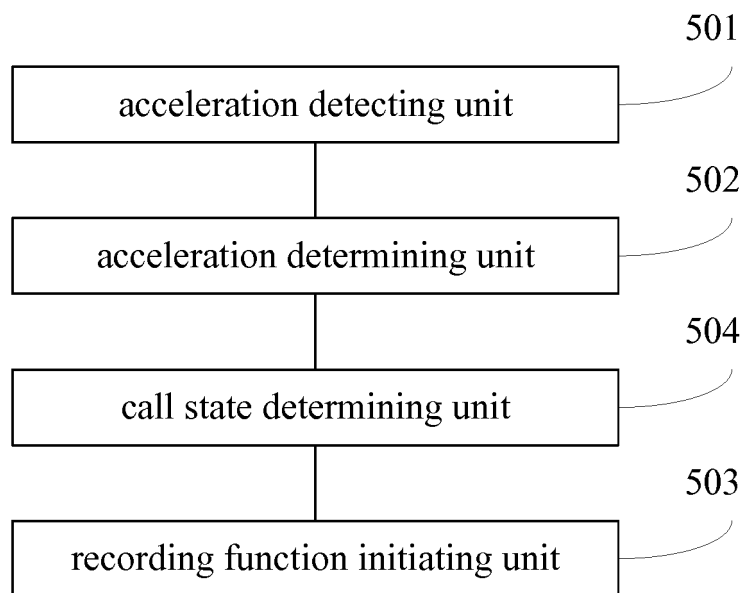 501
acceleration detecting unit
502
acceleration determining unit
504
call state determining unit
503
recording function initiating unit